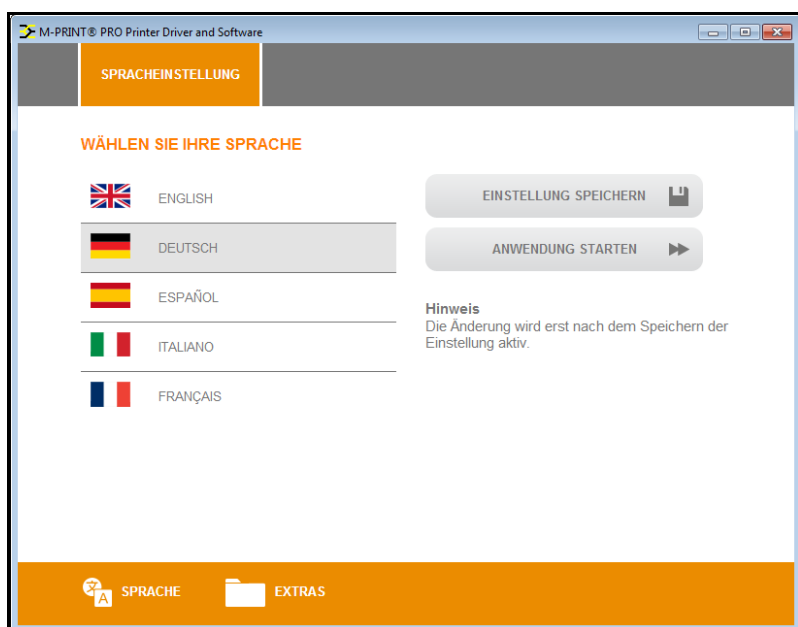 M-PRINT® PRO Printer Driver and Software
SPRACHEINSTELLUNG
WÄHLEN SIE IHRE SPRACHE
ENGLISH
DEUTSCH
ESPAÑOL
ITALIANO
FRANÇAIS
EINSTELLUNG SPEICHERN
ANWENDUNG STARTEN
Hinweis
Die Änderung wird erst nach dem Speichern der
Einstellung aktiv.
SPRACHE
EXTRAS